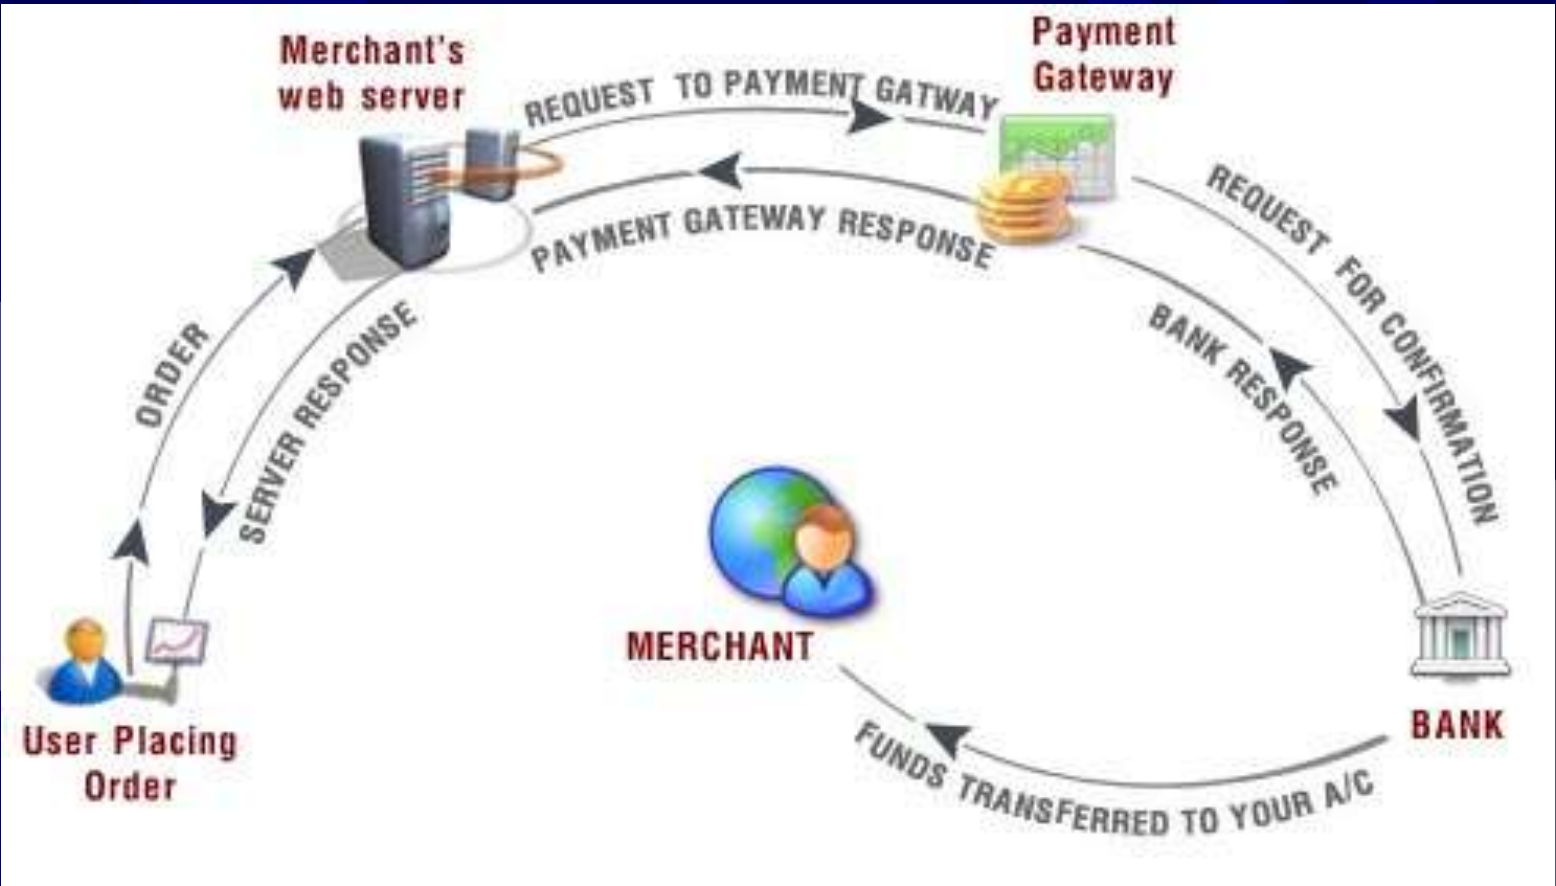 Merchant's
web server
Payment
Gateway
REQUEST TO PAYMENT GATWAY
PAYMENT GATEWAY RESPONSE
REQUEST FOR CONFIRMATION
BANK RESPONSE
ORDER
SERVER RESPONSE
MERCHANT
User Placing
Order
BANK
FUNDS TRANSFERRED TO YOUR A/C